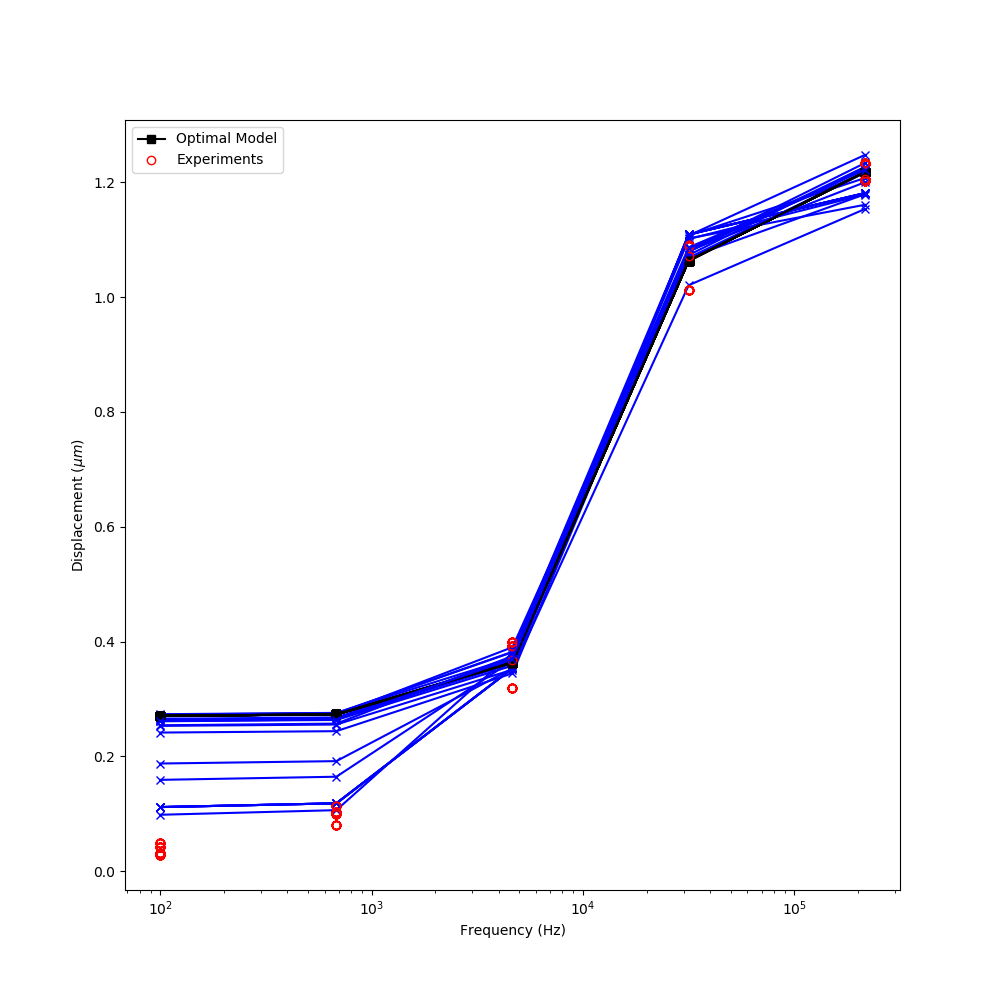 Optimal Model
Experiments
1.2
1.0
0.8
0.6
0.4
0.2
0.0
Displacement (μm)
10²
10³
10⁴
10⁵
Frequency (Hz)